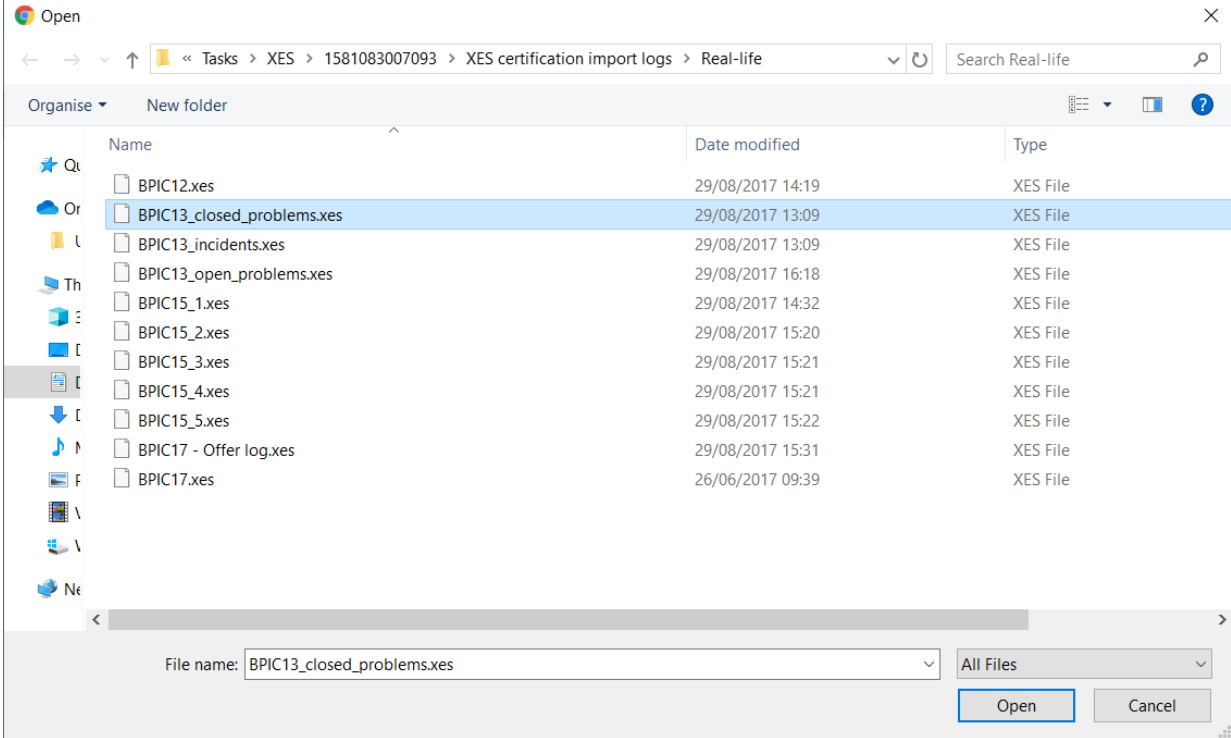 Open
« Tasks > XES > 1581083007093 > XES certification import logs > Real-life
Search Real-life
Organise New folder
Name Date modified Type
BPIC12.xes 29/08/2017 14:19 XES File
BPIC13_closed_problems.xes 29/08/2017 13:09 XES File
BPIC13_incidents.xes 29/08/2017 13:09 XES File
BPIC13_open_problems.xes 29/08/2017 16:18 XES File
BPIC15_1.xes 29/08/2017 14:32 XES File
BPIC15_2.xes 29/08/2017 15:20 XES File
BPIC15_3.xes 29/08/2017 15:21 XES File
BPIC15_4.xes 29/08/2017 15:21 XES File
BPIC15_5.xes 29/08/2017 15:22 XES File
BPIC17 - Offer log.xes 29/08/2017 15:31 XES File
BPIC17.xes 26/06/2017 09:39 XES File
Or
Th
Ne
File name: BPIC13_closed_problems.xes All Files
Open Cancel